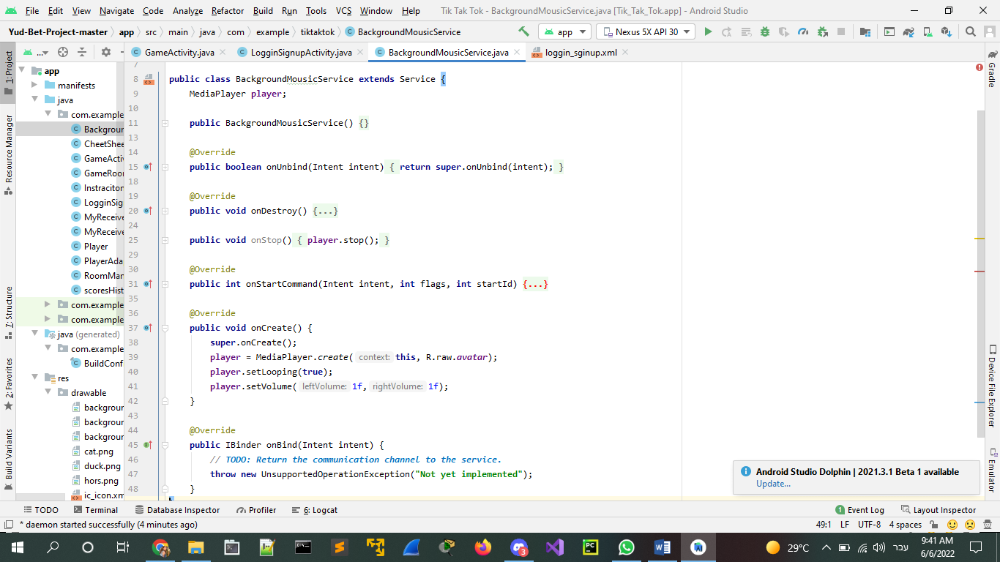 File Edit View Navigate Code Analyze Refactor Build Run Tools VCS Window Help Tik Tak Tok - BackgroundMousicService.java [Tik_Tak_Tok.app] - Android Studio
Yud-Bet-Project-master app src main java com example tiktaktok BackgroundMousicService app Nexus 5X API 30
1: Project
Resource Manager
7: Structure
2: Favorites
Build Variants
...
GameActivity.java LogginSignupActivity.java BackgroundMousicService.java loggin_sginup.xml
app
manifests
java
com.example
Backgroun
CheetShee
GameActiv
GameRoor
Instraciton
LogginSig
MyReceive
MyReceive
Player
PlayerAda
RoomMan
scoresHist
com.example
com.example
java (generated)
com.example
BuildConfi
res
drawable
backgroun
backgroun
backgroun
cat.png
duck.png
hors.png
ic_icon.xm
7
8 public class BackgroundMousicService extends Service {
9 MediaPlayer player;
10
11 public BackgroundMousicService() {}
13
14 @Override
15 public boolean onUnbind(Intent intent) { return super.onUnbind(intent); }
18
19 @Override
20 public void onDestroy() {...}
24
25 public void onStop() { player.stop(); }
29
30 @Override
31 public int onStartCommand(Intent intent, int flags, int startId) {...}
35
36 @Override
37 public void onCreate() {
38 super.onCreate();
39 player = MediaPlayer.create( context: this, R.raw.avatar);
40 player.setLooping(true);
41 player.setVolume( leftVolume: 1f, rightVolume: 1f);
42 }
43
44 @Override
45 public IBinder onBind(Intent intent) {
46 // TODO: Return the communication channel to the service.
47 throw new UnsupportedOperationException("Not yet implemented");
48 }
Gradle
Device File Explorer
Emulator
Android Studio Dolphin | 2021.3.1 Beta 1 available
Update...
TODO Terminal Database Inspector Profiler 6: Logcat 1 Event Log Layout Inspector
* daemon started successfully (4 minutes ago) 49:1 LF UTF-8 4 spaces
3 PC W 29°C עבר 9:41 AM
6/6/2022